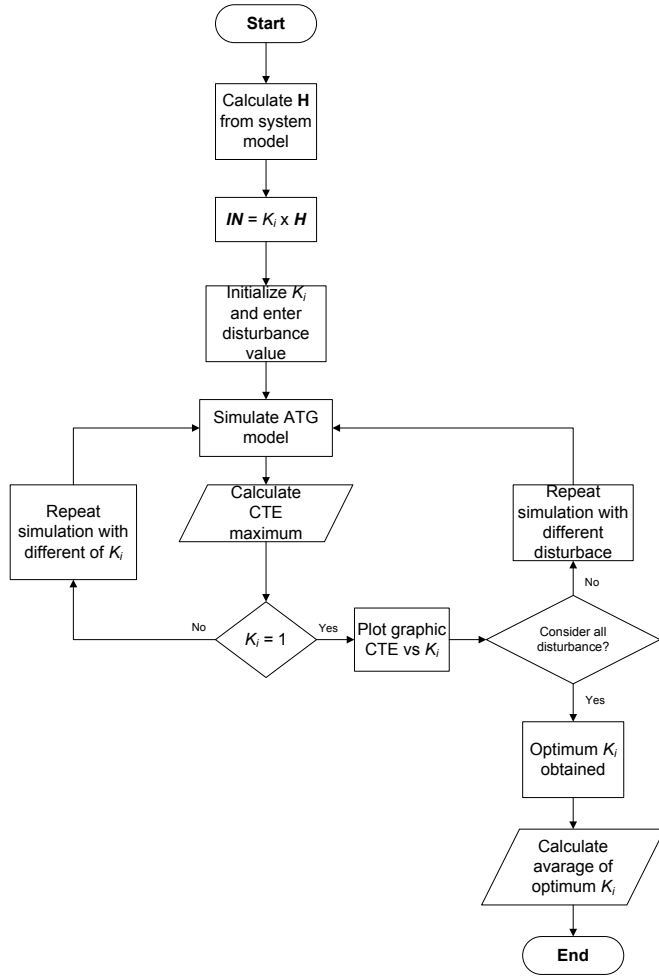 Start
Calculate H
from system
model
IN = Ki x H
Initialize Ki
and enter
disturbance
value
Simulate ATG
model
Calculate
CTE
maximum
Repeat
simulation with
different of Ki
Repeat
simulation with
different
disturbace
No
Ki = 1
Yes
Plot graphic
CTE vs Ki
Consider all
disturbance?
No
Yes
Optimum Ki
obtained
Calculate
avarage of
optimum Ki
End